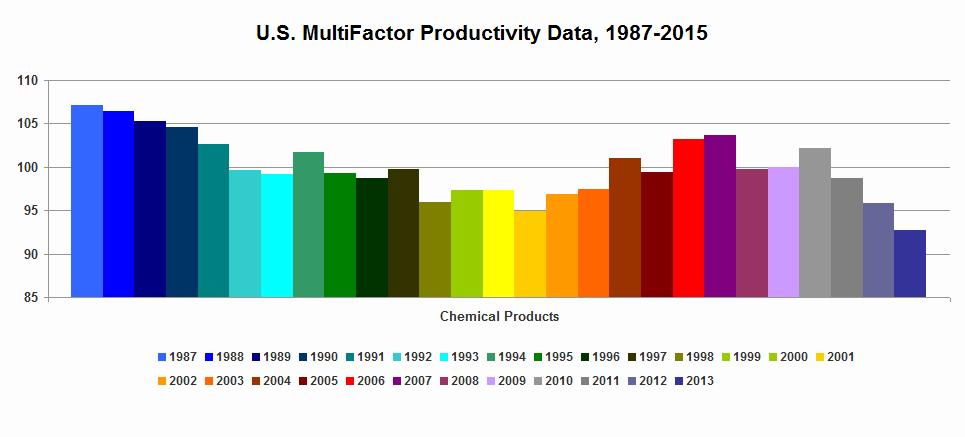 U.S. MultiFactor Productivity Data, 1987-2015
110
105
100
95
90
85
Chemical Products
1987 1988 1989 1990 1991 1992 1993 1994 1995 1996 1997 1998 1999 2000 2001
2002 2003 2004 2005 2006 2007 2008 2009 2010 2011 2012 2013